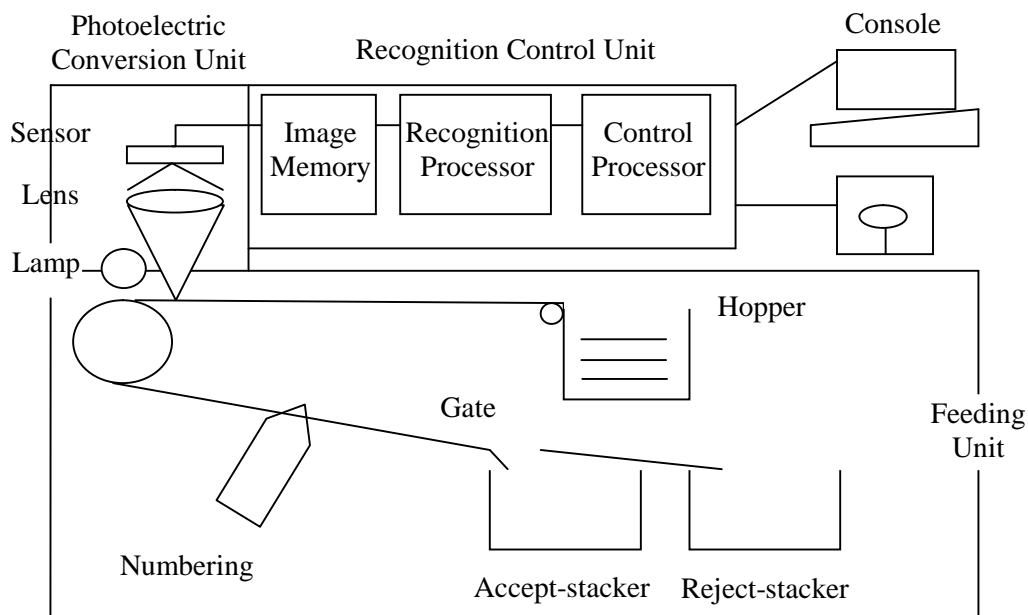 Photoelectric
Conversion Unit
Recognition Control Unit
Console
Sensor
Image
Memory
Recognition
Processor
Control
Processor
Lens
Lamp
Hopper
Gate
Feeding
Unit
Numbering
Accept-stacker
Reject-stacker